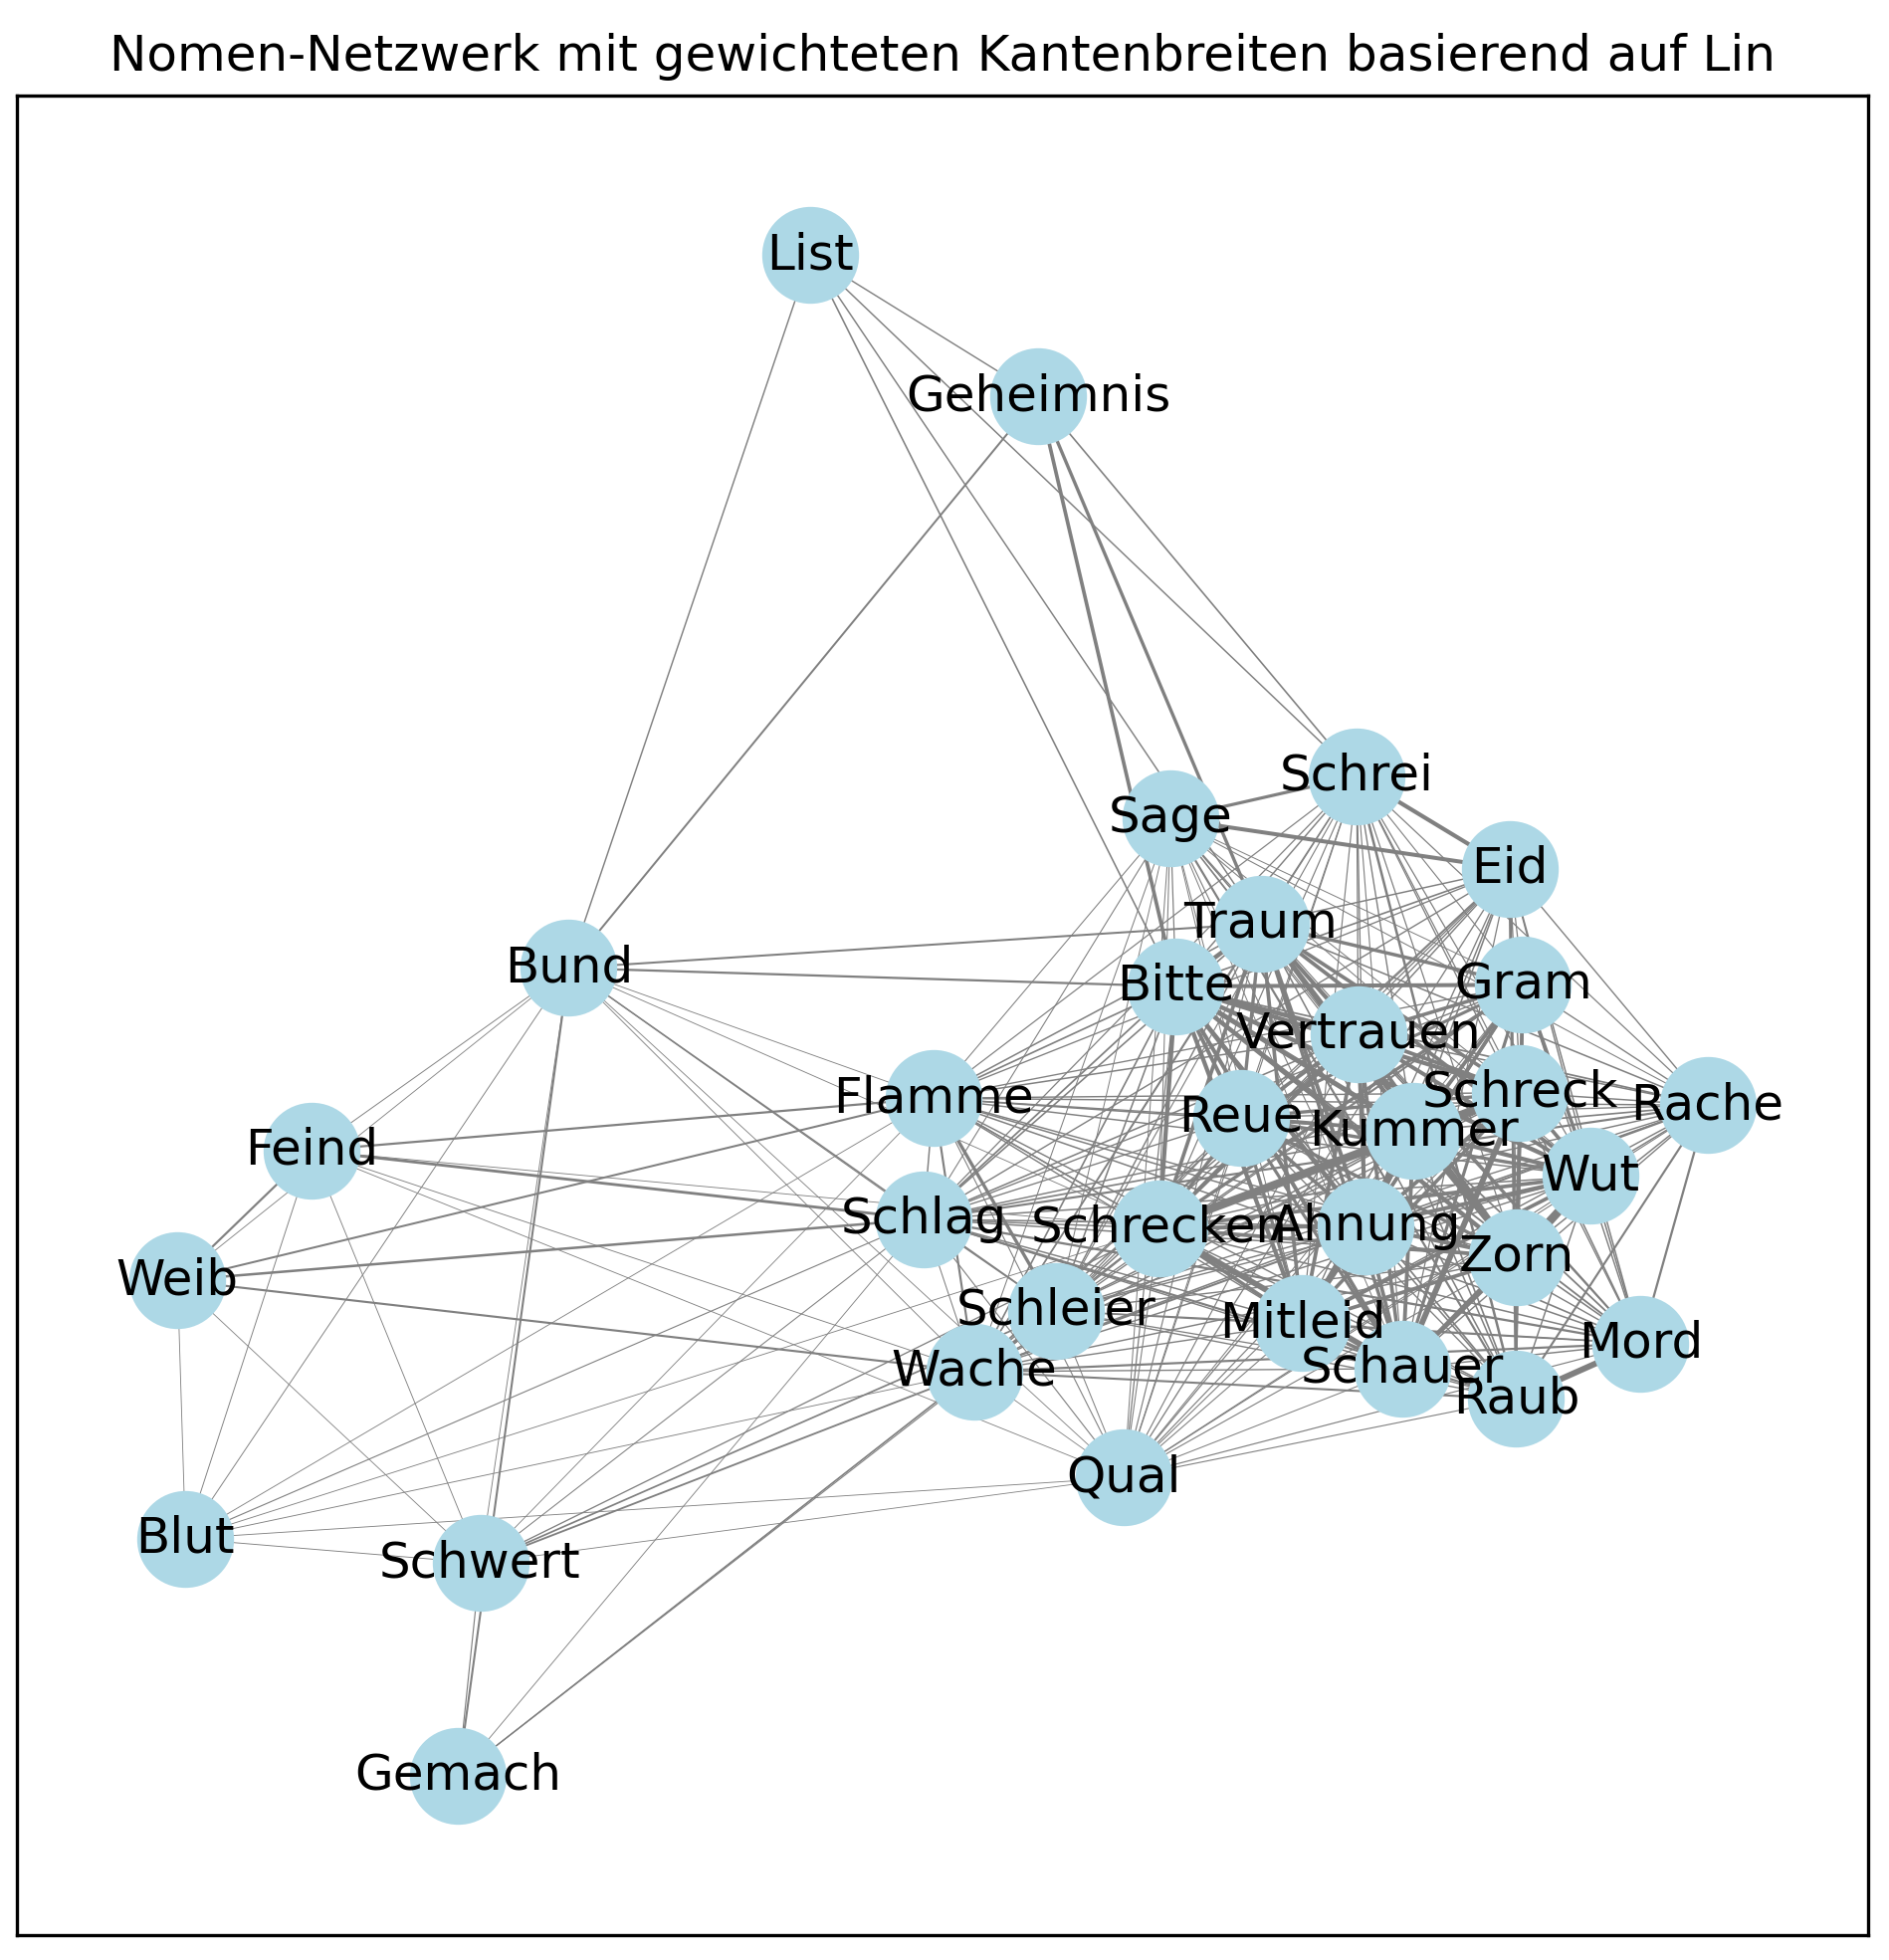 Nomen-Netzwerk mit gewichteten Kantenbreiten basierend auf Lin
List
Geheimnis
Schrei
Sage
Eid
Traum
Bund
Bitte
Gram
Vertrauen
Flamme
Schreck
Rache
Reue
Kummer
Feind
Wut
Schlag
Schrecken
Ahnung
Zorn
Weib
Schleier
Mitleid
Mord
Wache
Schauer
Raub
Qual
Blut
Schwert
Gemach